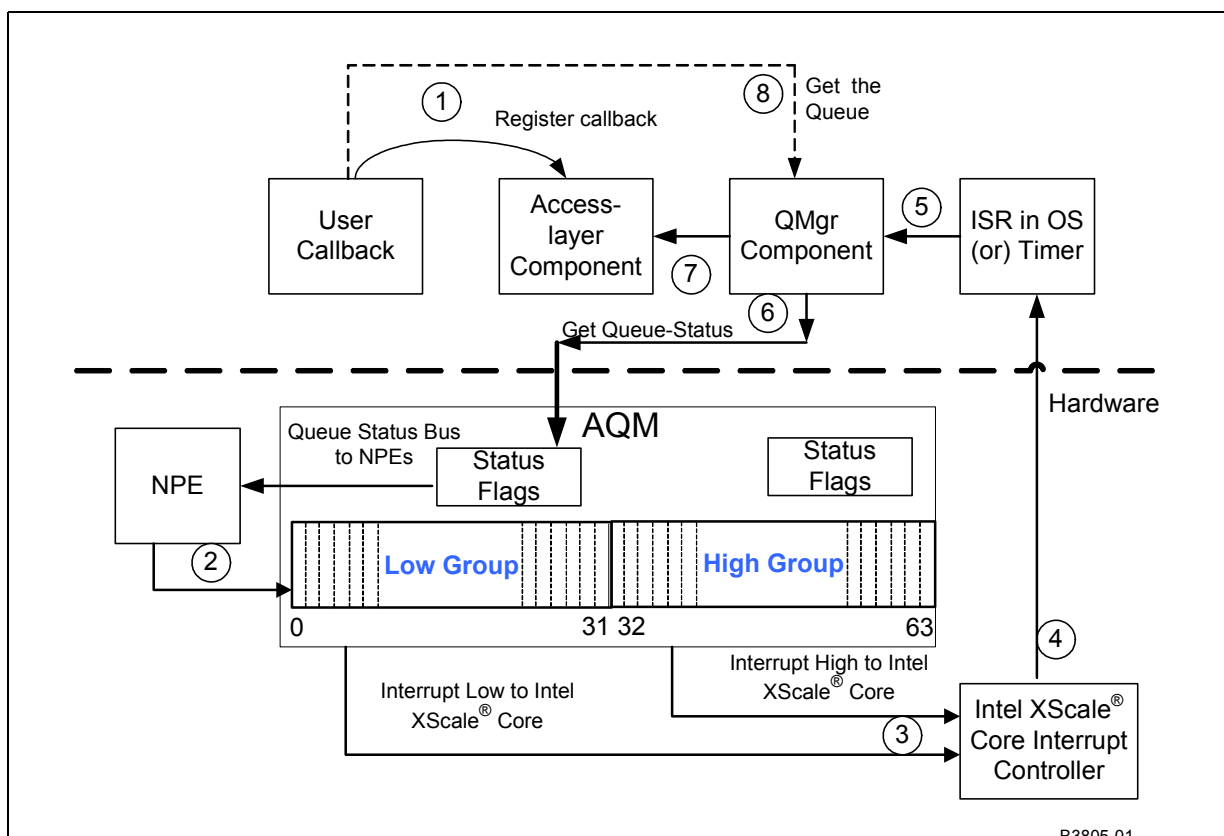 1
8
Get the
Queue
Register callback
User
Callback
Access-
layer
Component
QMgr
Component
5
ISR in OS
(or) Timer
7
6
Get Queue-Status
Hardware
AQM
Queue Status Bus
to NPEs
NPE
Status
Flags
Status
Flags
2
Low Group
High Group
0
31
32
63
4
Interrupt Low to Intel
XScale® Core
Interrupt High to Intel
XScale® Core
3
Intel XScale®
Core Interrupt
Controller
B3805-01